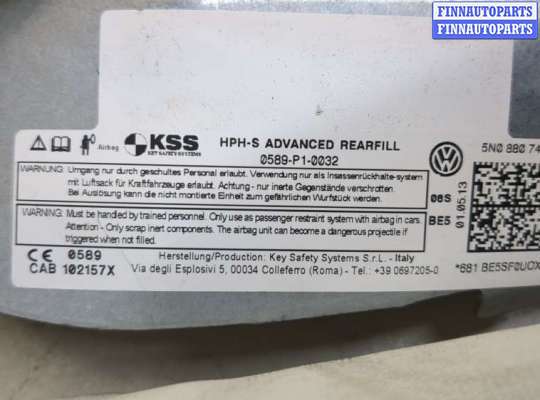 FINNAUTOPARTS
FINNAUTOPARTS
Airbag KSS HPH-S ADVANCED REARFILL
KEY SAFETY SYSTEMS
0589-P1-0032
5N0 880 74
WARNUNG: Umgang nur durch geschultes Personal erlaubt. Verwendung nur als Insassenrückhalte-system
mit Luftsack für Kraftfahrzeuge erlaubt. Achtung - nur inerte Gegenstände verschrotten.
Bei Auslösung kann die nicht montierte Einheit zum gefährlichen Wurfstück werden.
WARNING: Must be handled by trained personnel. Only use as passenger restraint system with airbag in cars.
Attention - Only scrap inert components. The airbag unit can become a dangerous projectile if
triggered when not filled.
08S
BE5
01.05.13
CE 0589
CAB 102157X
Herstellung/Production: Key Safety Systems S.r.L. - Italy
Via degli Esplosivi 5, 00034 Colleferro (Roma) - Tel.: +39 0697205-0
*681 BE5SF0UCX